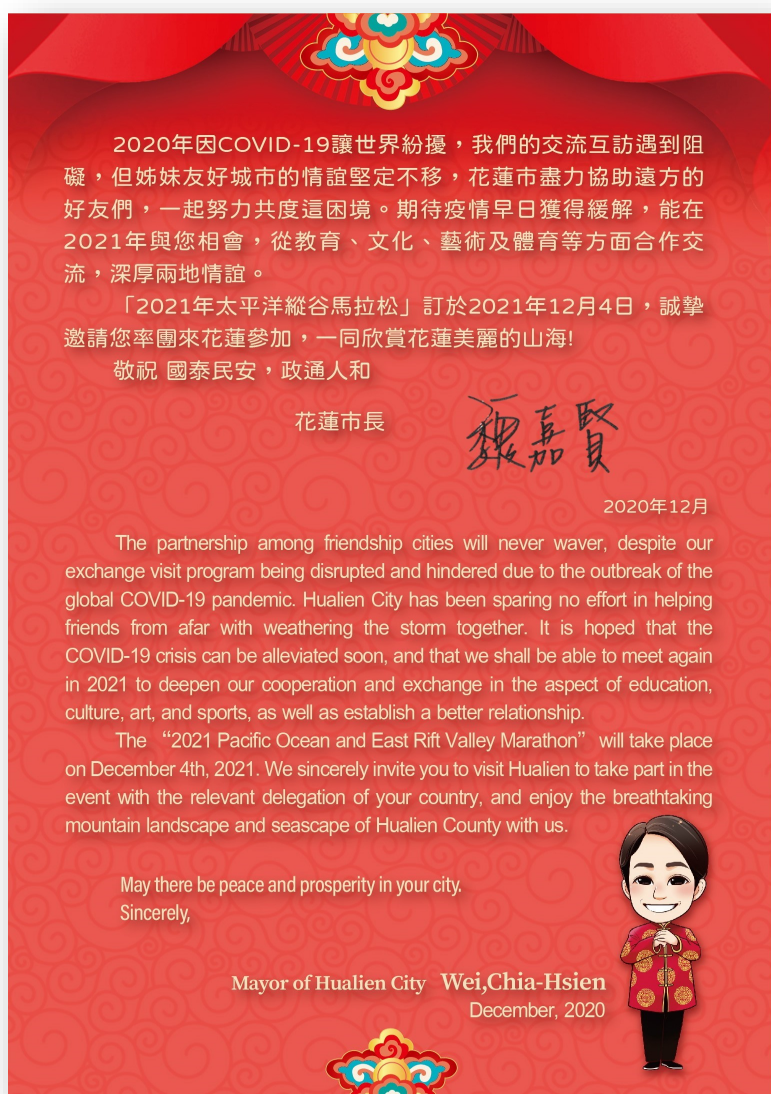 2020年因COVID-19讓世界紛擾，我們的交流互訪遇到阻
礙，但姊妹友好城市的情誼堅定不移，花蓮市盡力協助遠方的
好友們，一起努力共度這困境。期待疫情早日獲得緩解，能在
2021年與您相會，從教育、文化、藝術及體育等方面合作交
流，深厚兩地情誼。
「2021年太平洋縱谷馬拉松」訂於2021年12月4日，誠摯
邀請您率團來花蓮參加，一同欣賞花蓮美麗的山海!
敬祝 國泰民安，政通人和
花蓮市長 魏嘉賢
2020年12月
The partnership among friendship cities will never waver, despite our
exchange visit program being disrupted and hindered due to the outbreak of the
global COVID-19 pandemic. Hualien City has been sparing no effort in helping
friends from afar with weathering the storm together. It is hoped that the
COVID-19 crisis can be alleviated soon, and that we shall be able to meet again
in 2021 to deepen our cooperation and exchange in the aspect of education,
culture, art, and sports, as well as establish a better relationship.
The “2021 Pacific Ocean and East Rift Valley Marathon” will take place
on December 4th, 2021. We sincerely invite you to visit Hualien to take part in the
event with the relevant delegation of your country, and enjoy the breathtaking
mountain landscape and seascape of Hualien County with us.
May there be peace and prosperity in your city.
Sincerely,
Mayor of Hualien City Wei,Chia-Hsien
December, 2020